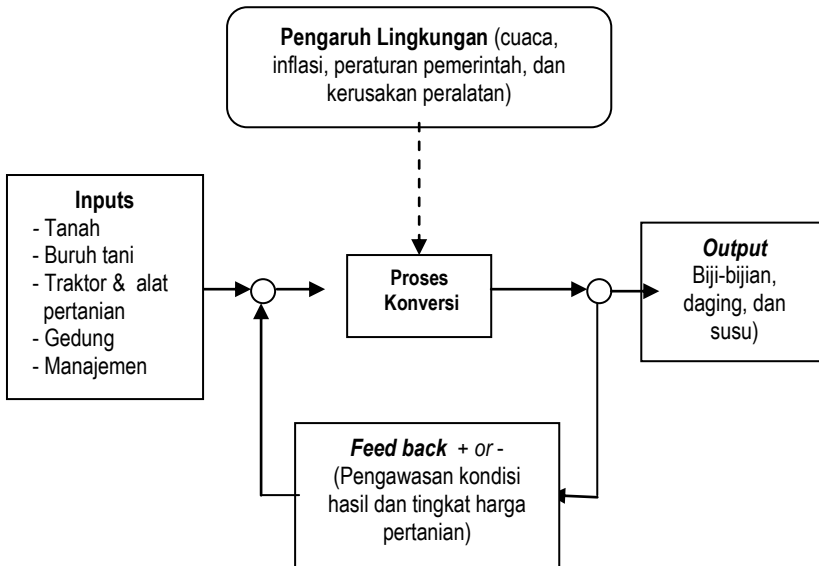 Pengaruh Lingkungan (cuaca,
inflasi, peraturan pemerintah, dan
kerusakan peralatan)
Inputs
- Tanah
- Buruh tani
- Traktor & alat
pertanian
- Gedung
- Manajemen
Proses
Konversi
Output
Biji-bijian,
daging, dan
susu)
Feed back + or -
(Pengawasan kondisi
hasil dan tingkat harga
pertanian)